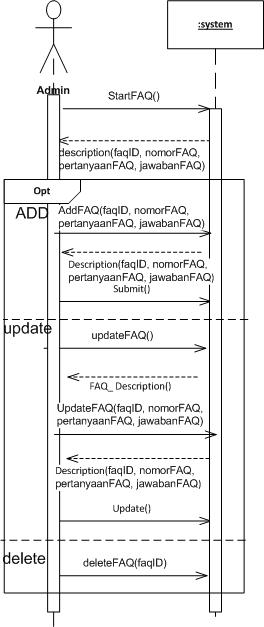 :system
Admin
StartFAQ()
description(faqID, nomorFAQ,
pertanyaanFAQ, jawabanFAQ)
Opt
ADD
AddFAQ(faqID, nomorFAQ,
pertanyaanFAQ, jawabanFAQ)
Description(faqID, nomorFAQ,
pertanyaanFAQ, jawabanFAQ)
Submit()
update
updateFAQ()
FAQ_ Description()
UpdateFAQ(faqID, nomorFAQ,
pertanyaanFAQ, jawabanFAQ)
Description(faqID, nomorFAQ,
pertanyaanFAQ, jawabanFAQ)
Update()
delete
deleteFAQ(faqID)